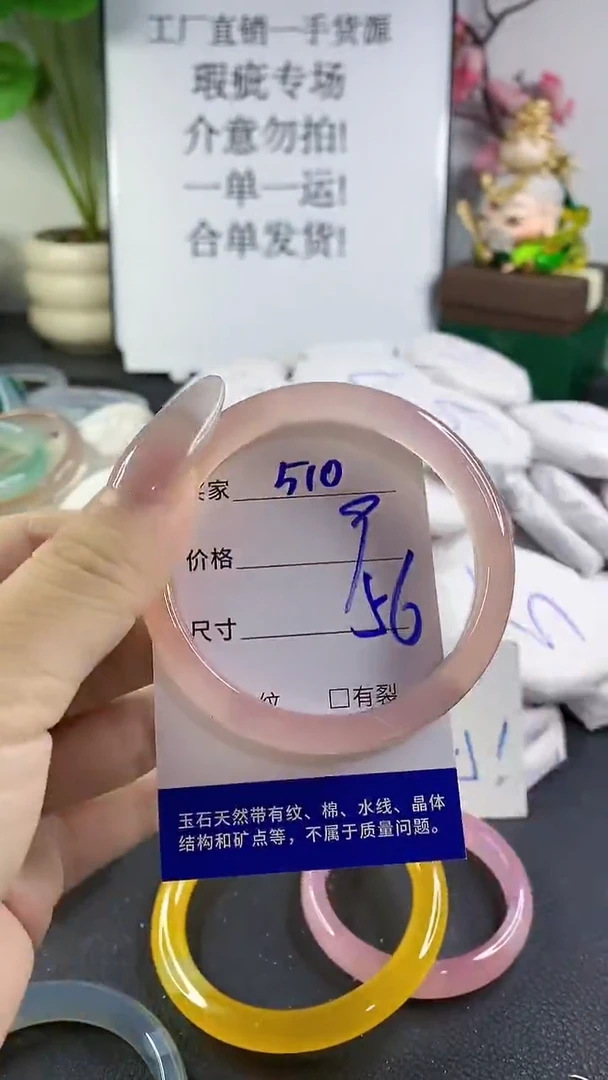 工厂直销一手货源
瑕疵专场
介意勿拍!
一单一运!
合单发货!
家 510
价格
尺寸 56
纹 □有裂
玉石天然带有纹、棉、水线、晶体
结构和矿点等，不属于质量问题。